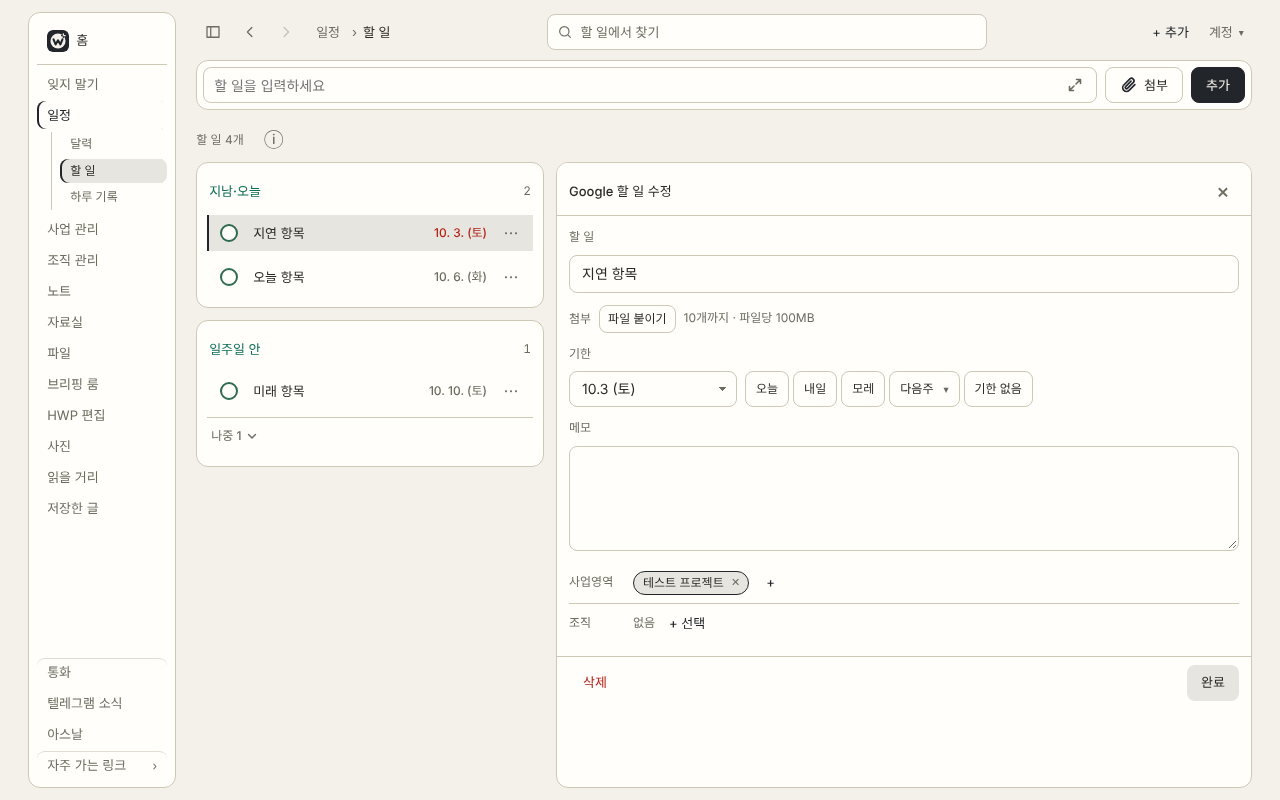 홈
잊지 말기
일정
달력
할 일
하루 기록
사업 관리
조직 관리
노트
자료실
파일
브리핑 룸
HWP 편집
사진
읽을 거리
저장한 글
통화
텔레그램 소식
아스날
자주 가는 링크 ›
일정 › 할 일
할 일에서 찾기
+ 추가 계정 ▾
할 일을 입력하세요
첨부
추가
할 일 4개
지남·오늘 2
지연 항목 10. 3. (토) ···
오늘 항목 10. 6. (화) ···
일주일 안 1
미래 항목 10. 10. (토) ···
나중 1
Google 할 일 수정 ×
할 일
지연 항목
첨부 파일 붙이기 10개까지 · 파일당 100MB
기한
10.3 (토) 오늘 내일 모레 다음주 ▾ 기한 없음
메모
사업영역 테스트 프로젝트 × +
조직 없음 + 선택
삭제 완료